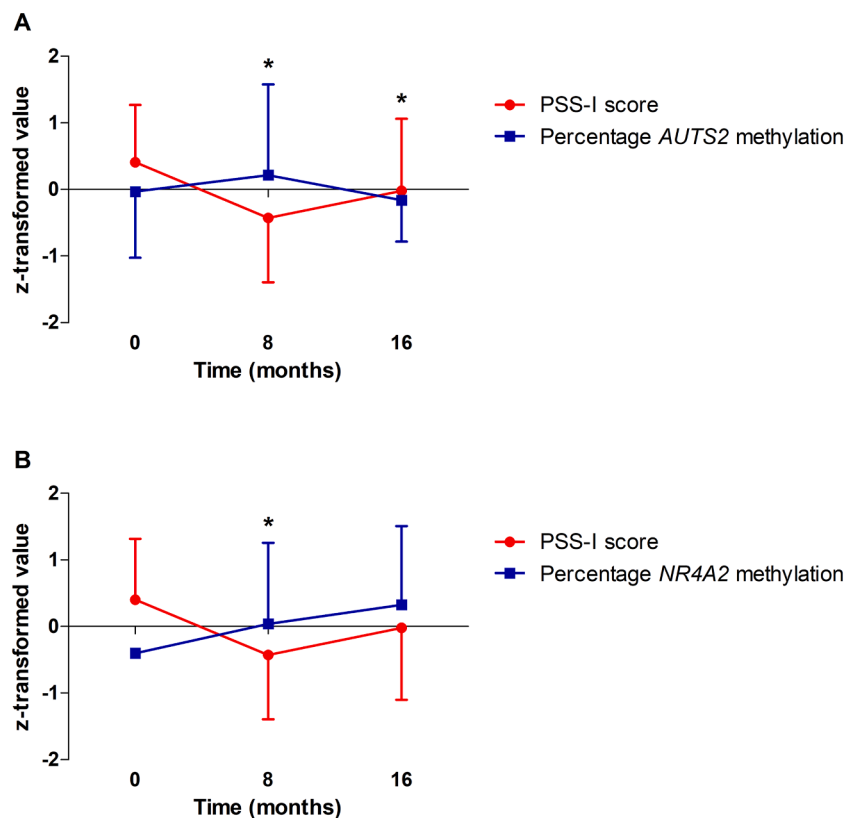 A
z-transformed value
2
1
0
-1
-2
*
*
0 8 16
Time (months)
PSS-I score
Percentage AUTS2 methylation
B
z-transformed value
2
1
0
-1
-2
*
0 8 16
Time (months)
PSS-I score
Percentage NR4A2 methylation